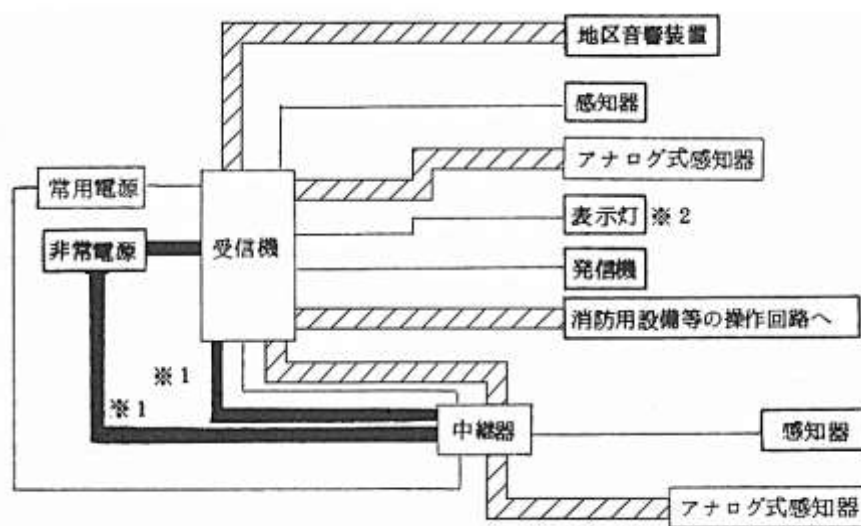 地区音響装置
感知器
アナログ式感知器
常用電源
表示灯 ※2
非常電源
受信機
発信機
消防用設備等の操作回路へ
※1
※1
中継器
感知器
アナログ式感知器